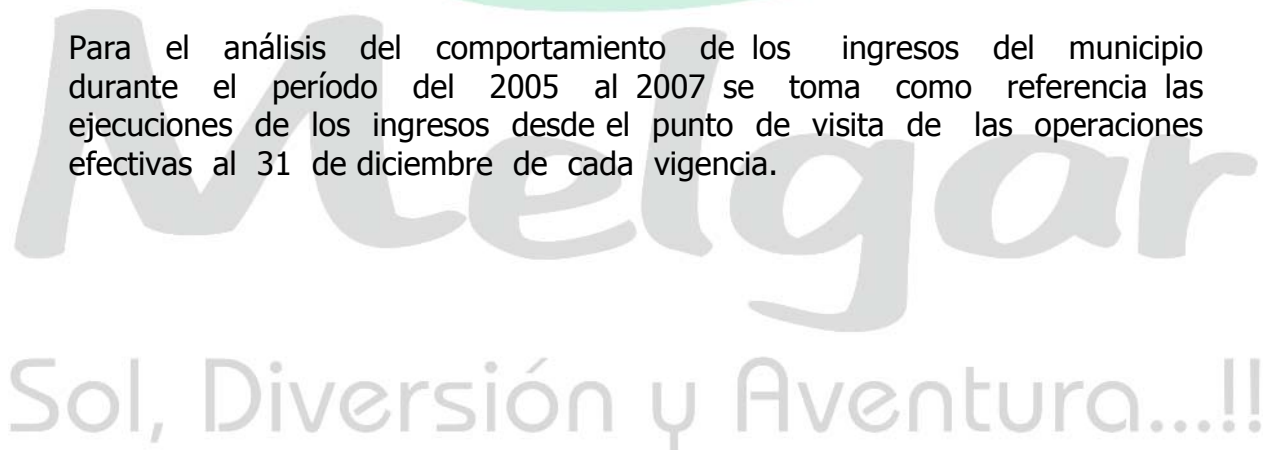 Para el análisis del comportamiento de los ingresos del municipio
durante el período del 2005 al 2007 se toma como referencia las
ejecuciones de los ingresos desde el punto de visita de las operaciones
efectivas al 31 de diciembre de cada vigencia.
Melgar
Sol, Diversión y Aventura...!!